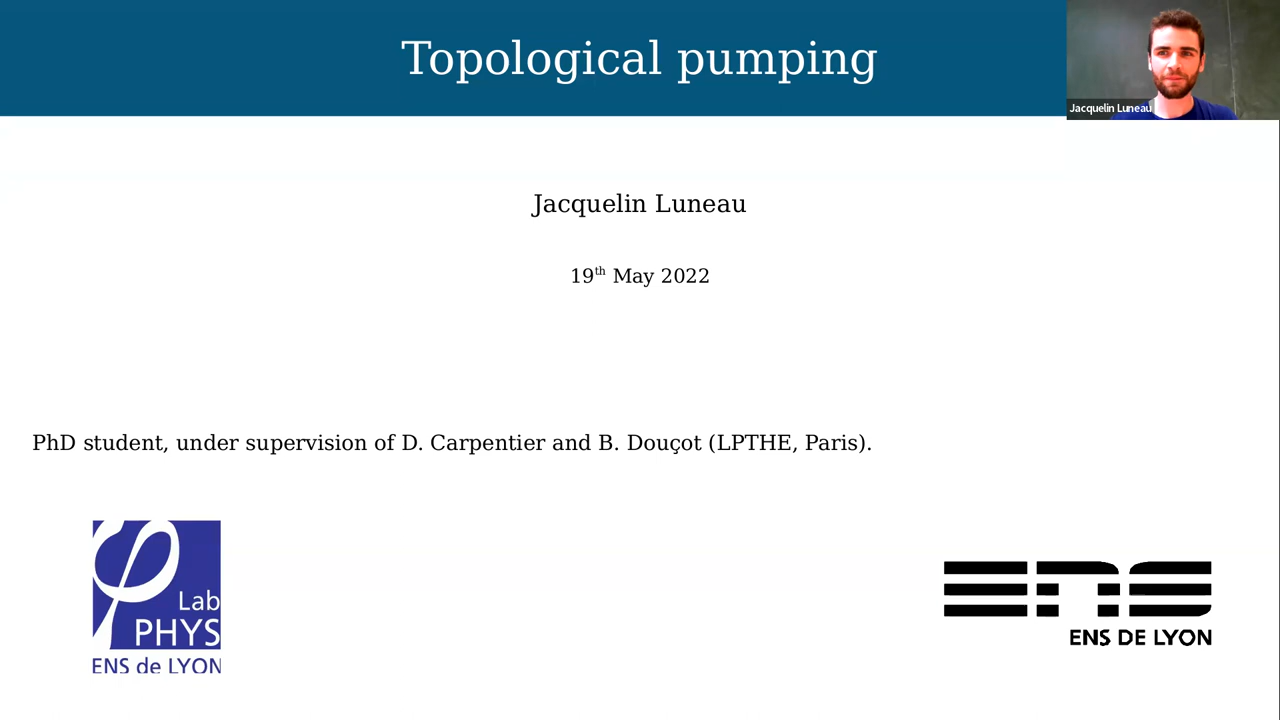 Topological pumping
Jacquelin Luneau
Jacquelin Luneau
19th May 2022
PhD student, under supervision of D. Carpentier and B. Douçot (LPTHE, Paris).
φ
Lab
PHYS
ENS de LYON
ENS
ENS DE LYON